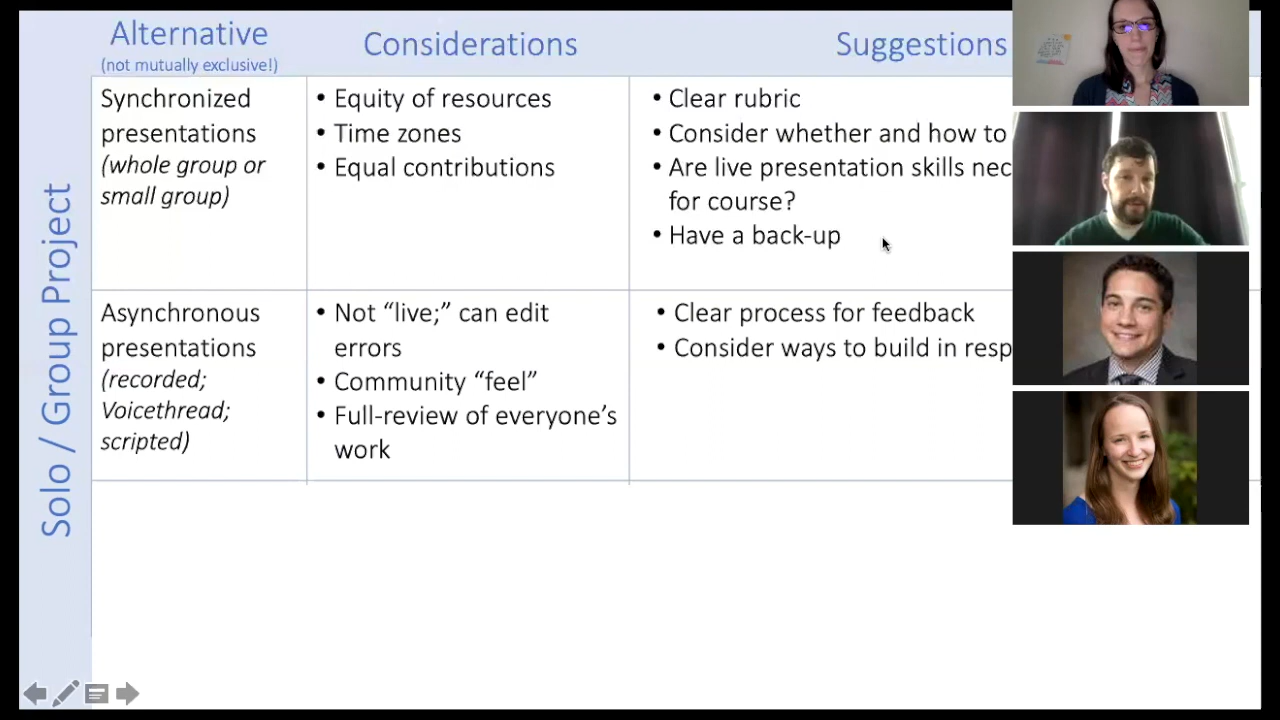 Solo / Group Project
Alternative
(not mutually exclusive!)
Considerations
Suggestions
Synchronized
presentations
(whole group or
small group)
• Equity of resources
• Time zones
• Equal contributions
• Clear rubric
• Consider whether and how to
• Are live presentation skills nec
for course?
• Have a back-up
Asynchronous
presentations
(recorded;
Voicethread;
scripted)
• Not “live;” can edit
errors
• Community “feel”
• Full-review of everyone’s
work
• Clear process for feedback
• Consider ways to build in resp